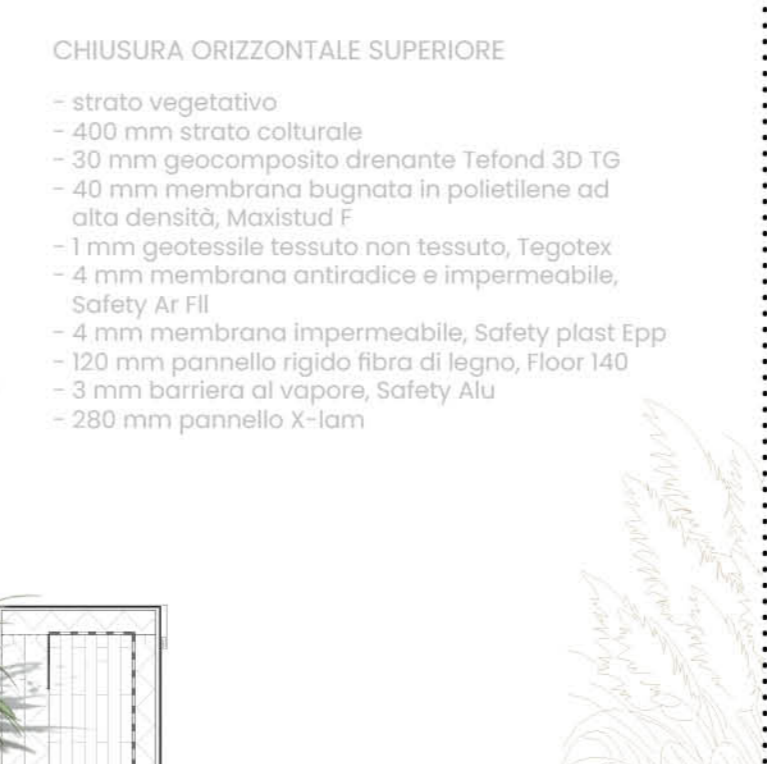 CHIUSURA ORIZZONTALE SUPERIORE
- strato vegetativo
- 400 mm strato colturale
- 30 mm geocomposito drenante Tefond 3D TG
- 40 mm membrana bugnata in polietilene ad
alta densità, Maxistud F
- 1 mm geotessile tessuto non tessuto, Tegotex
- 4 mm membrana antiradice e impermeabile,
Safety Ar Fll
- 4 mm membrana impermeabile, Safety plast Epp
- 120 mm pannello rigido fibra di legno, Floor 140
- 3 mm barriera al vapore, Safety Alu
- 280 mm pannello X-lam